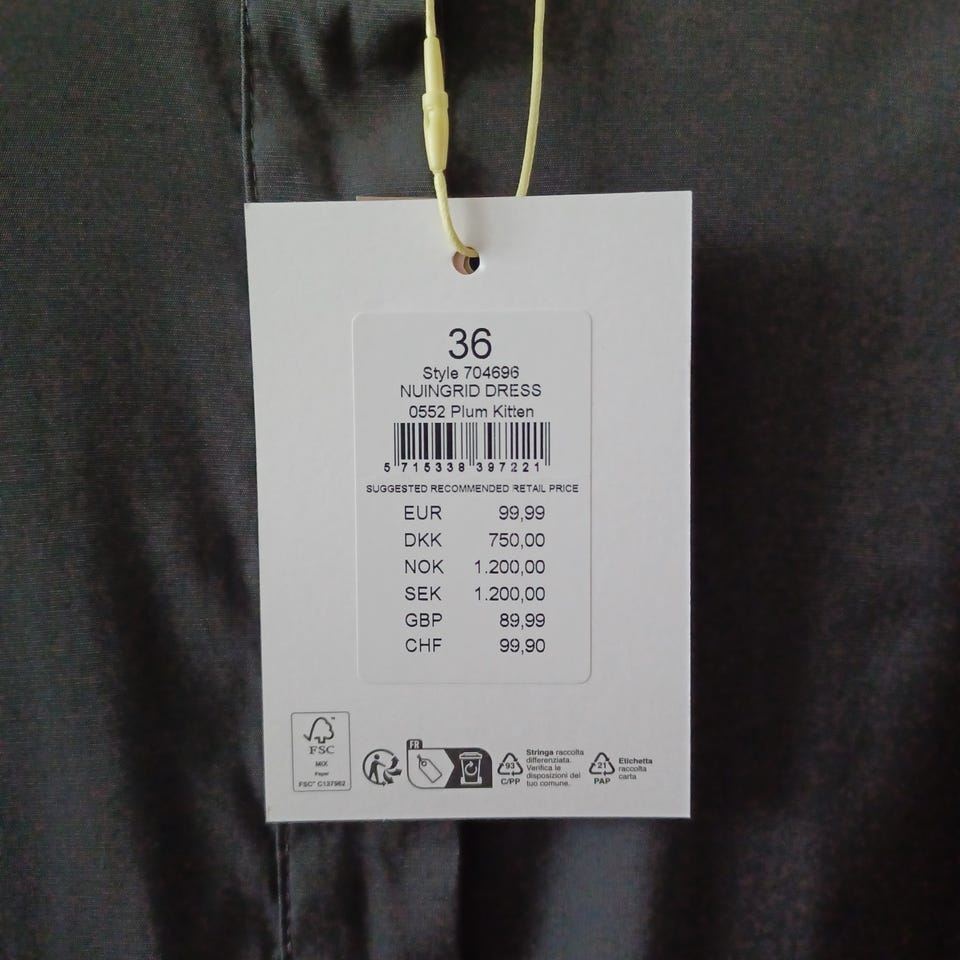 36
Style 704696
NUINGRID DRESS
0552 Plum Kitten
5 715338 397221
SUGGESTED RECOMMENDED RETAIL PRICE
EUR 99,99
DKK 750,00
NOK 1.200,00
SEK 1.200,00
GBP 89,99
CHF 99,90
FSC
MIX
Paper
FSC™ C137982
FR
93
C/PP
Stringa raccolta
differenziata.
Verifica le
disposizioni del
tuo comune.
21
PAP
Etichetta
raccolta
carta